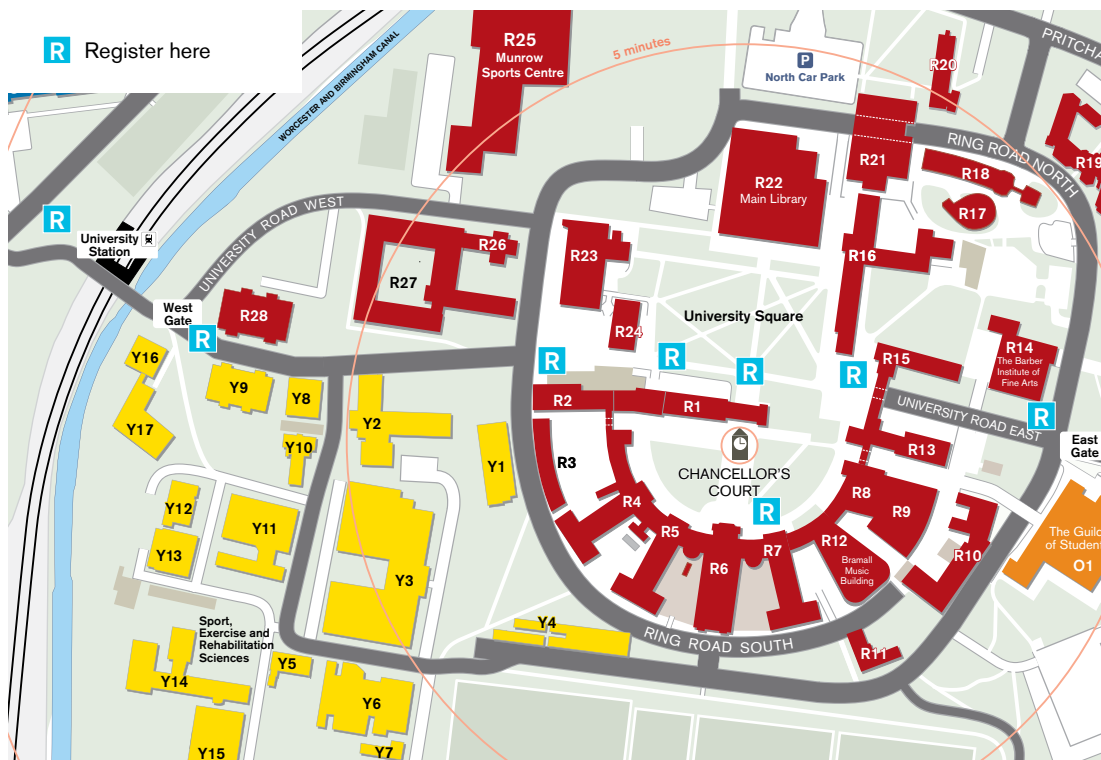 R Register here
WORCESTER AND BIRMINGHAM CANAL
R25
Munrow
Sports Centre
5 minutes
P
North Car Park
R20
RING ROAD NORTH
R21
R19
R18
R17
R22
Main Library
R16
UNIVERSITY ROAD WEST
R
University
Station
R26
R27
R23
R24
University Square
West
Gate
R
R28
R
R
R
R
R15
R14
The Barber
Institute of
Fine Arts
UNIVERSITY ROAD EAST
R
East
Gate
Y16
Y9
Y8
Y17
Y10
Y2
Y1
R2
R1
R3
R4
R5
R6
R7
CHANCELLOR'S
COURT
R
R13
R8
R9
R12
Bramall
Music
Building
R10
The Guild
of Student
O1
Y12
Y11
Y13
Y3
Y4
RING ROAD SOUTH
R11
Sport,
Exercise and
Rehabilitation
Sciences
Y5
Y14
Y6
Y15
Y7